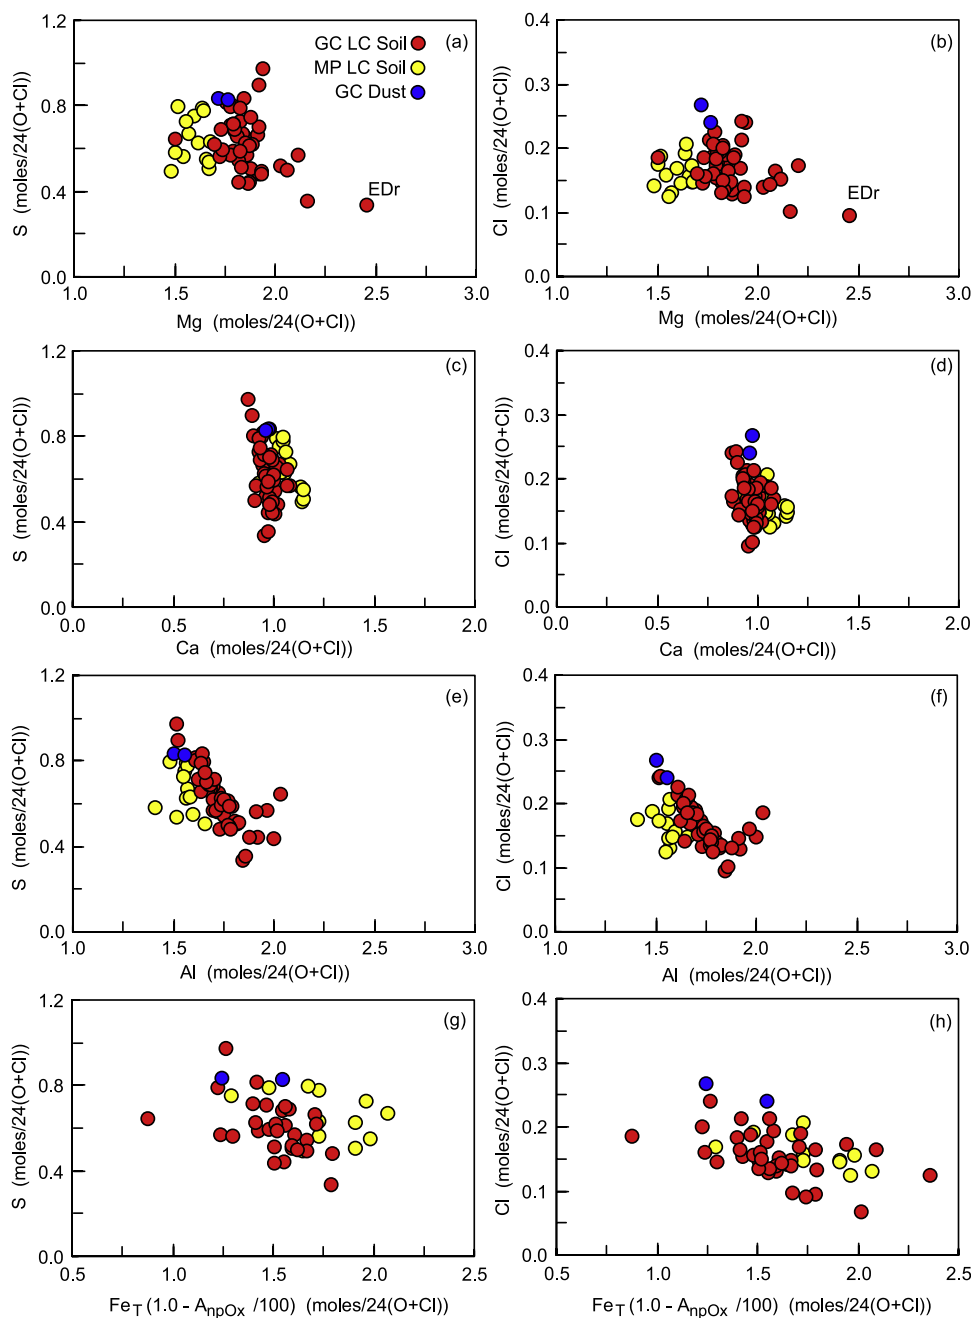 1.2
0.8
0.4
0.0
S (moles/24(O+Cl))
(a)
GC LC Soil
MP LC Soil
GC Dust
EDr
1.0 1.5 2.0 2.5 3.0
Mg (moles/24(O+Cl))
0.4
0.3
0.2
0.1
0.0
Cl (moles/24(O+Cl))
(b)
EDr
1.0 1.5 2.0 2.5 3.0
Mg (moles/24(O+Cl))
1.2
0.8
0.4
0.0
S (moles/24(O+Cl))
(c)
0.0 0.5 1.0 1.5 2.0
Ca (moles/24(O+Cl))
0.4
0.3
0.2
0.1
0.0
Cl (moles/24(O+Cl))
(d)
0.0 0.5 1.0 1.5 2.0
Ca (moles/24(O+Cl))
1.2
0.8
0.4
0.0
S (moles/24(O+Cl))
(e)
1.0 1.5 2.0 2.5 3.0
Al (moles/24(O+Cl))
0.4
0.3
0.2
0.1
0.0
Cl (moles/24(O+Cl))
(f)
1.0 1.5 2.0 2.5 3.0
Al (moles/24(O+Cl))
1.2
0.8
0.4
0.0
S (moles/24(O+Cl))
(g)
0.5 1.0 1.5 2.0 2.5
Fe_T (1.0 - A_npOx /100) (moles/24(O+Cl))
0.4
0.3
0.2
0.1
0.0
Cl (moles/24(O+Cl))
(h)
0.5 1.0 1.5 2.0 2.5
Fe_T (1.0 - A_npOx /100) (moles/24(O+Cl))